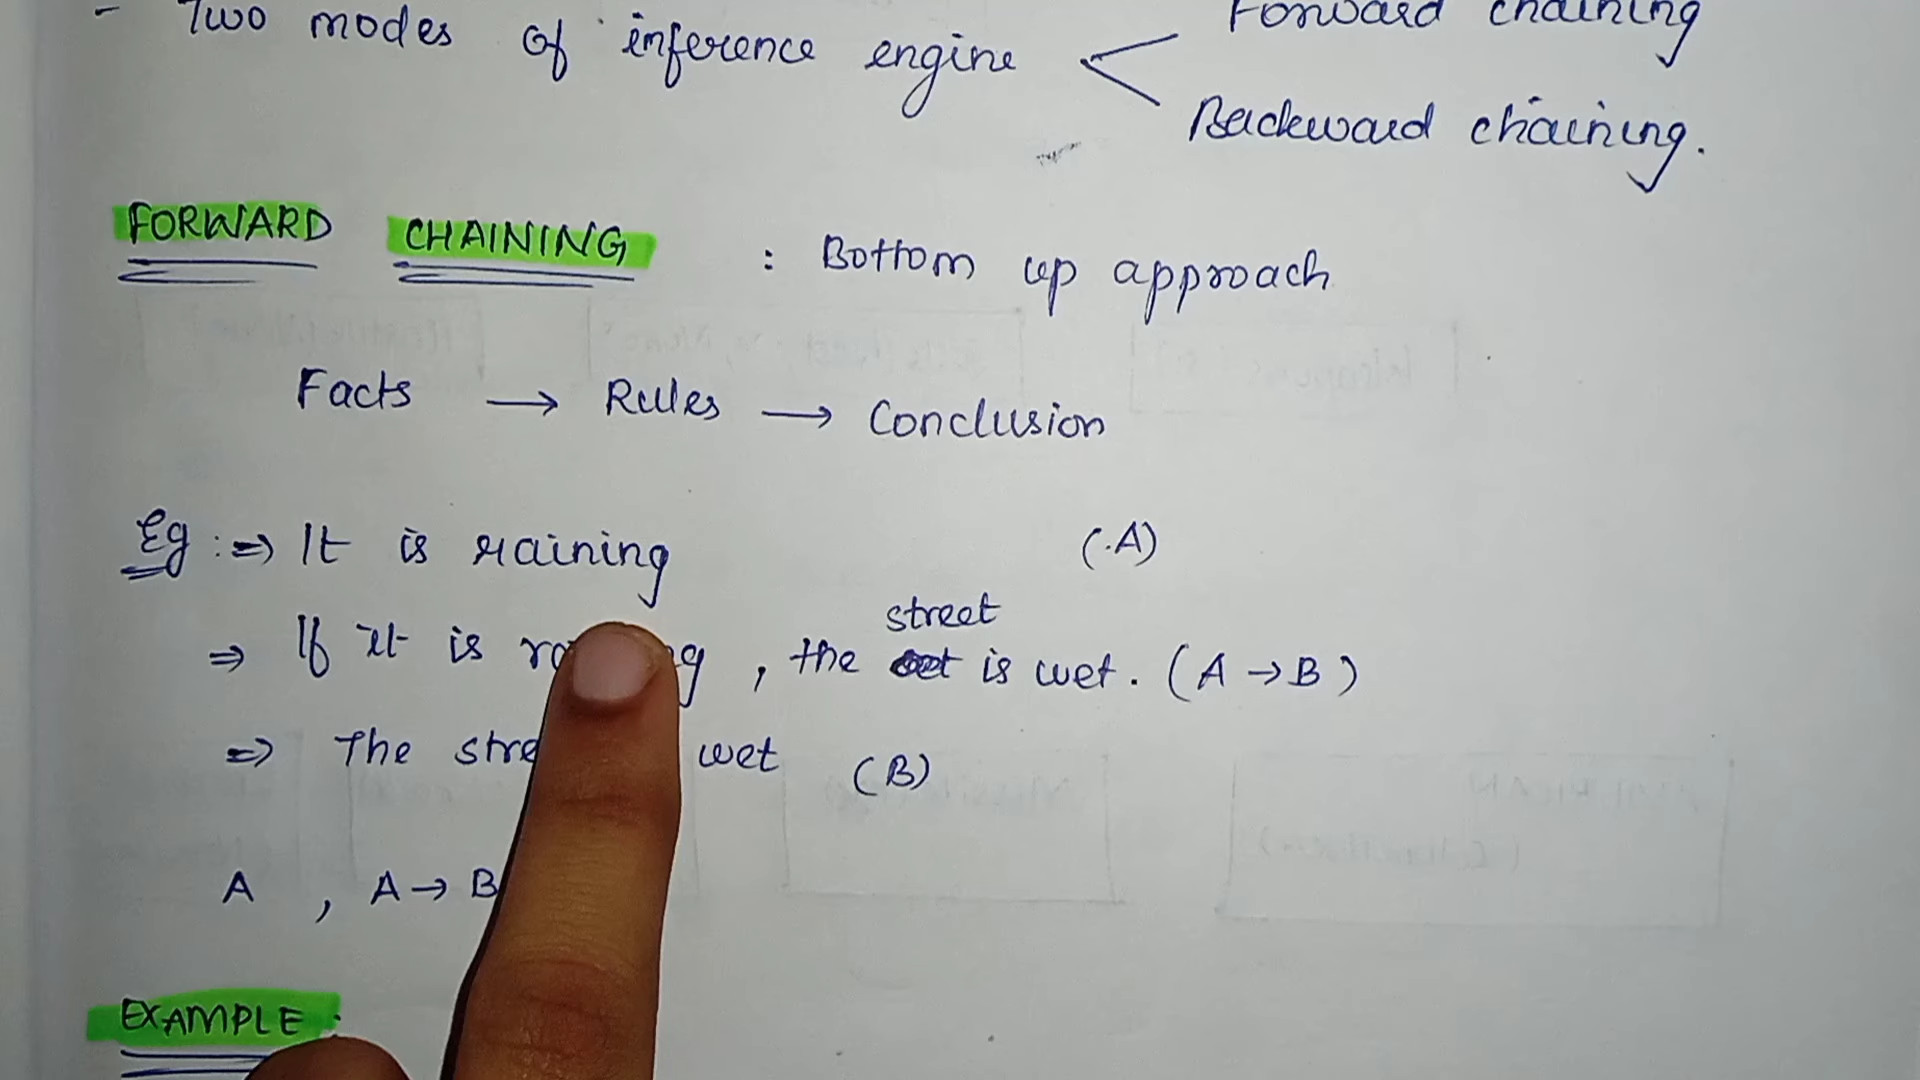 - Two modes of inference engine < Forward chaining
Backward chaining.
FORWARD CHAINING : Bottom up approach
Facts → Rules → Conclusion
Eg :⇒ It is raining (A)
street
⇒ If it is , the is wet. (A → B)
⇒ The wet (B)
A , A → B
EXAMPLE :